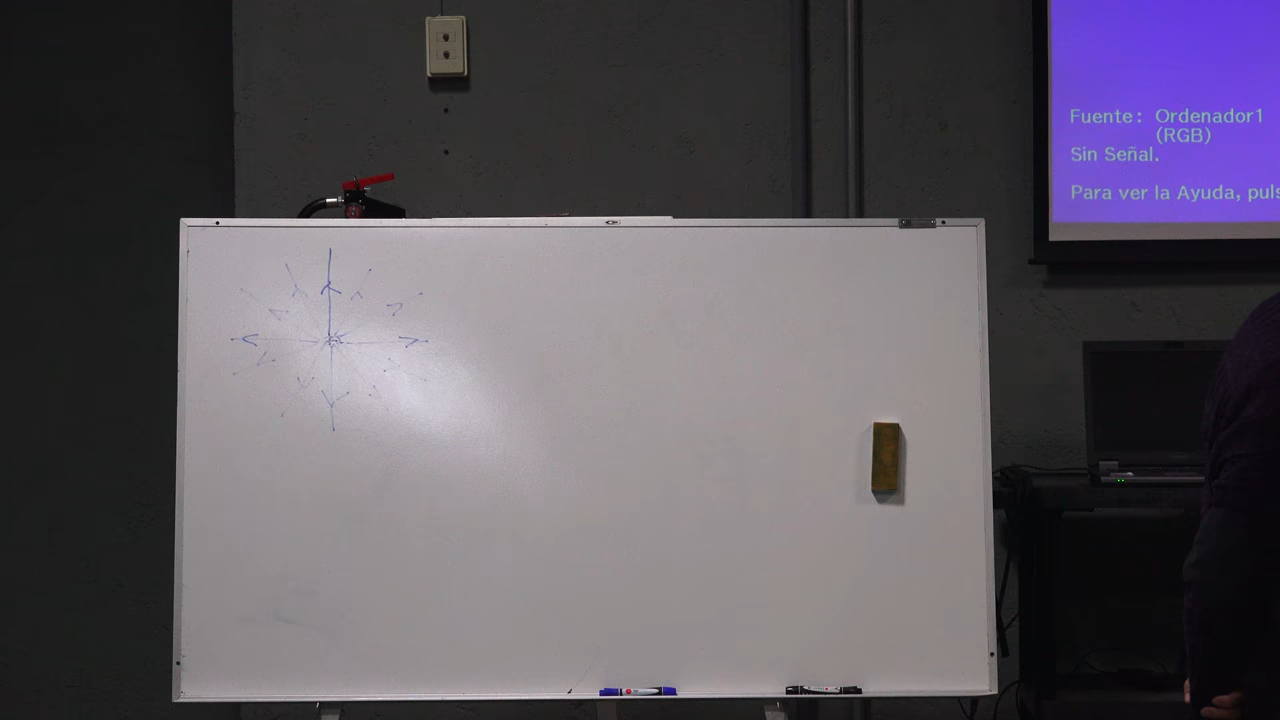 Fuente: Ordenador1
(RGB)
Sin Señal.
Para ver la Ayuda, puls